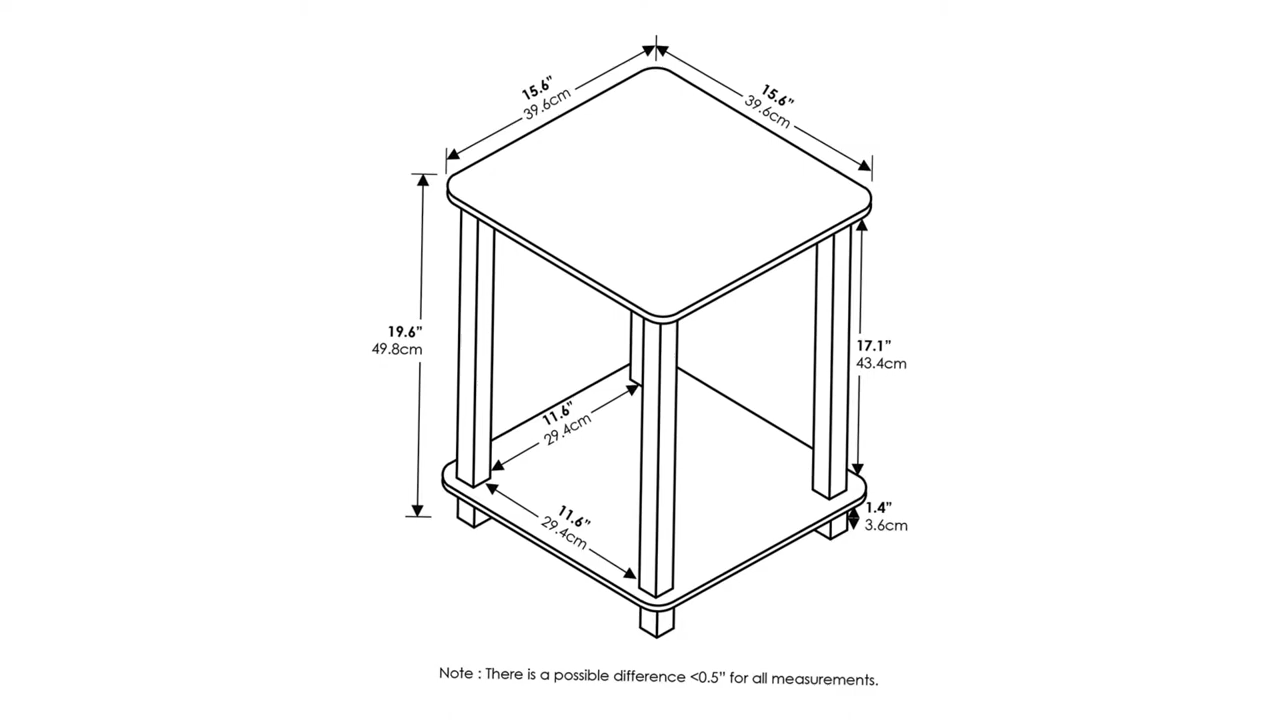 15.6”
39.6cm
15.6”
39.6cm
19.6”
49.8cm
17.1”
43.4cm
11.6”
29.4cm
11.6”
29.4cm
1.4”
3.6cm
Note : There is a possible difference <0.5” for all measurements.